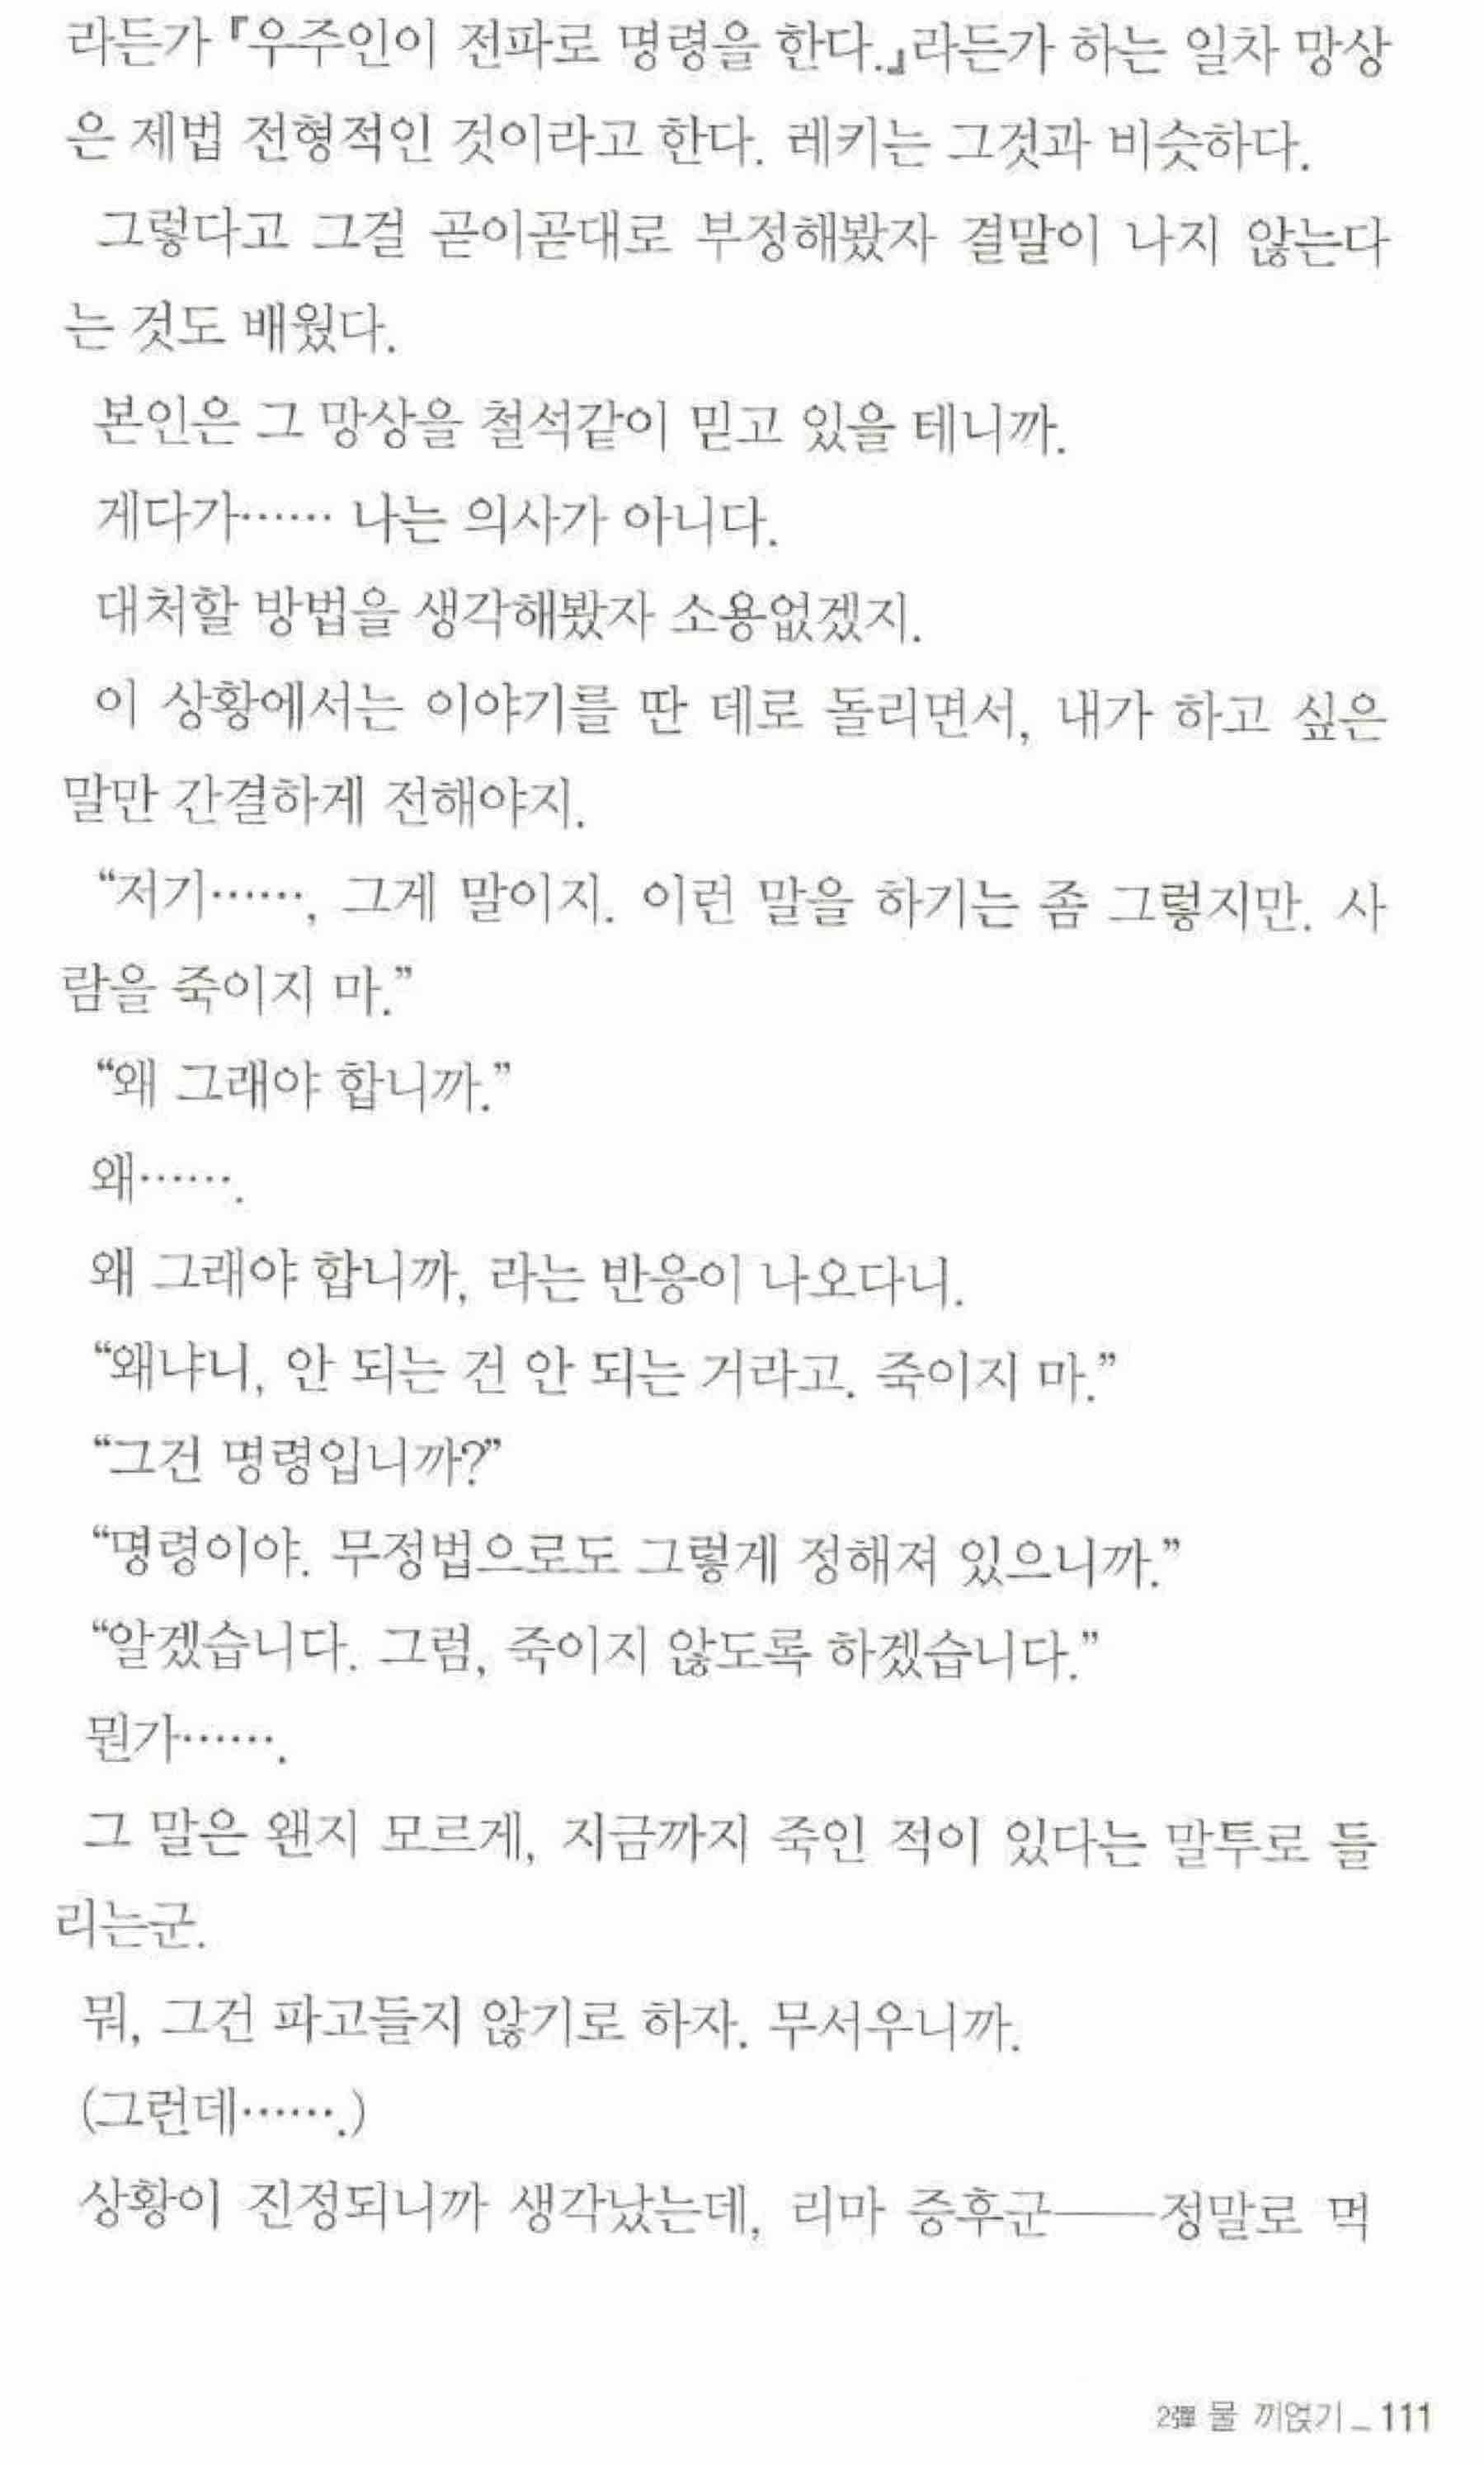 라든가 『우주인이 전파로 명령을 한다.』라든가 하는 일차 망상
은 제법 전형적인 것이라고 한다. 레키는 그것과 비슷하다.
그렇다고 그걸 곧이곧대로 부정해봤자 결말이 나지 않는다
는 것도 배웠다.
본인은 그 망상을 철석같이 믿고 있을 테니까.
게다가…… 나는 의사가 아니다.
대처할 방법을 생각해봤자 소용없겠지.
이 상황에서는 이야기를 딴 데로 돌리면서, 내가 하고 싶은
말만 간결하게 전해야지.
“저기……, 그게 말이지. 이런 말을 하기는 좀 그렇지만. 사
람을 죽이지 마.”
“왜 그래야 합니까.”
왜…….
왜 그래야 합니까, 라는 반응이 나오다니.
“왜냐니, 안 되는 건 안 되는 거라고. 죽이지 마.”
“그건 명령입니까?”
“명령이야. 무정법으로도 그렇게 정해져 있으니까.”
“알겠습니다. 그럼, 죽이지 않도록 하겠습니다.”
뭔가…….
그 말은 왠지 모르게, 지금까지 죽인 적이 있다는 말투로 들
리는군.
뭐, 그건 파고들지 않기로 하자. 무서우니까.
(그런데…….)
상황이 진정되니까 생각났는데, 리마 증후군──정말로 먹
2彈 물 끼얹기 _ 111